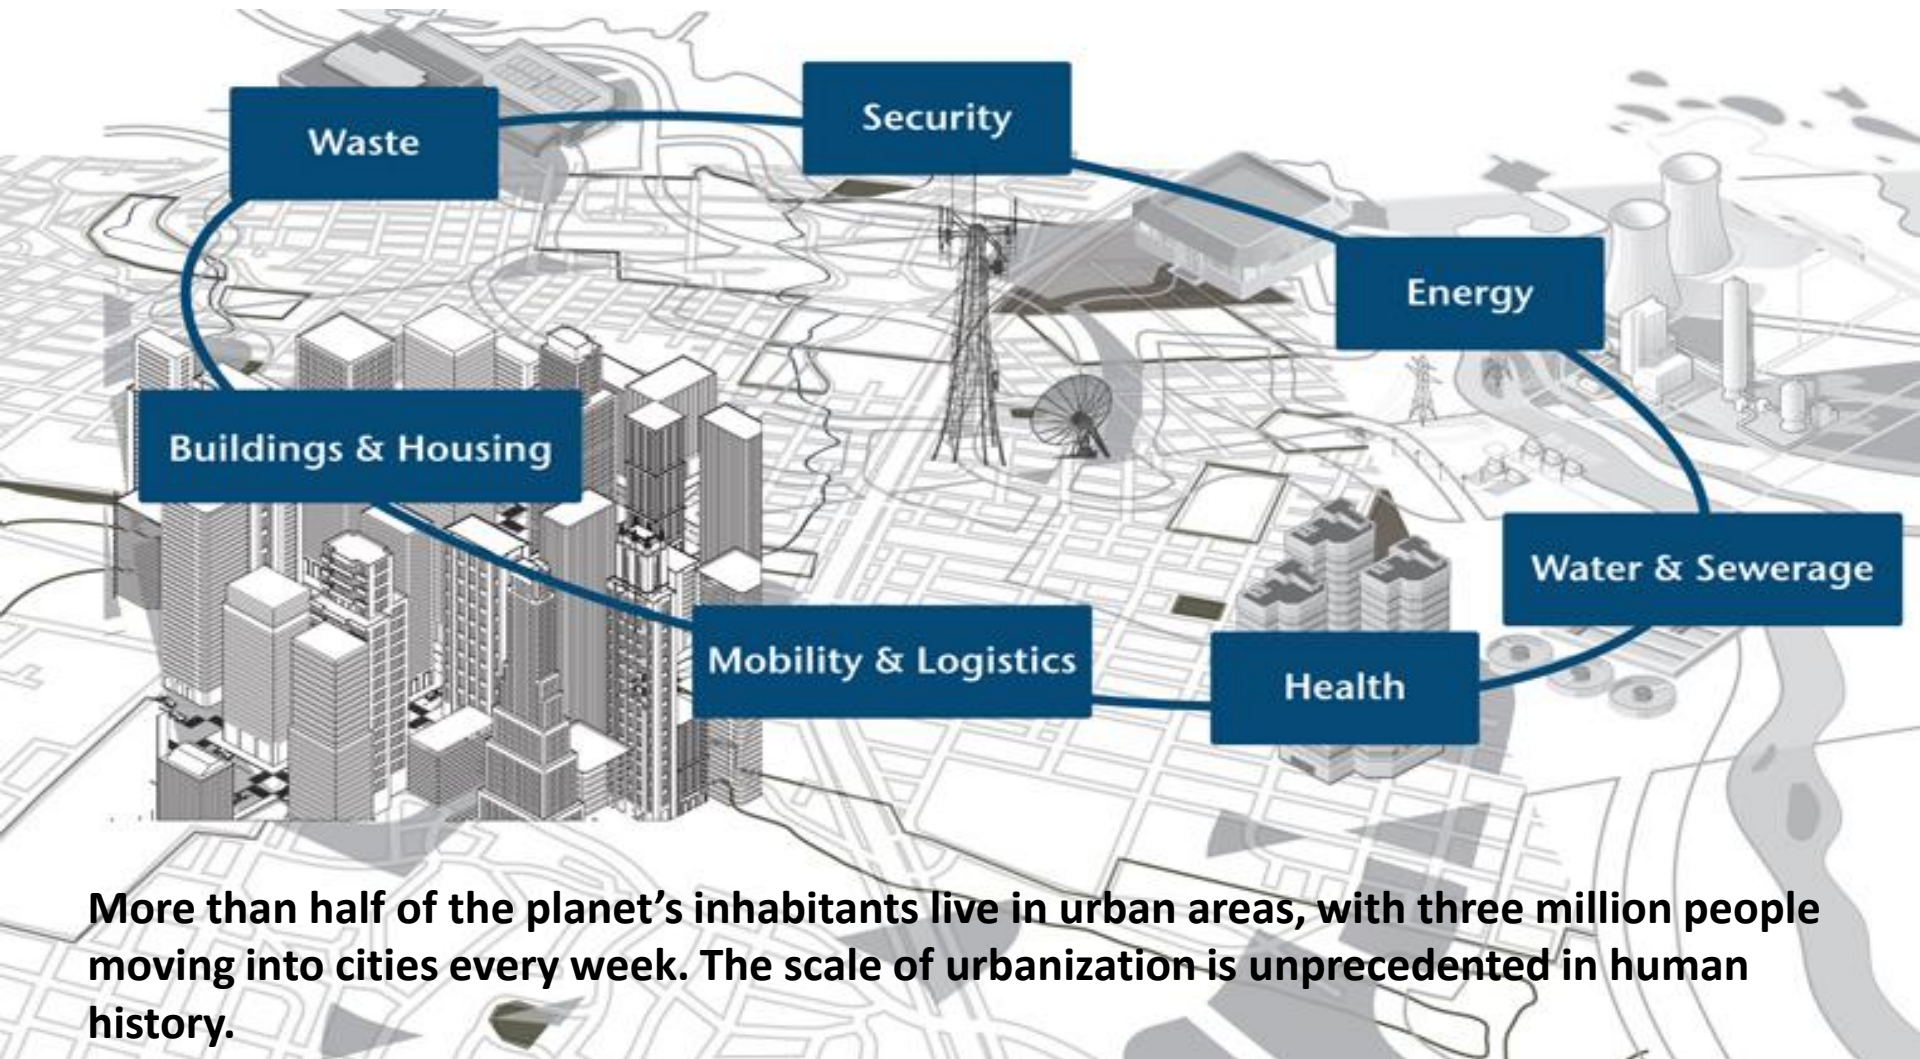 Security
Waste
Energy
Buildings & Housing
Water & Sewerage
Mobility & Logistics
Health
More than half of the planet’s inhabitants live in urban areas, with three million people
moving into cities every week. The scale of urbanization is unprecedented in human
history.